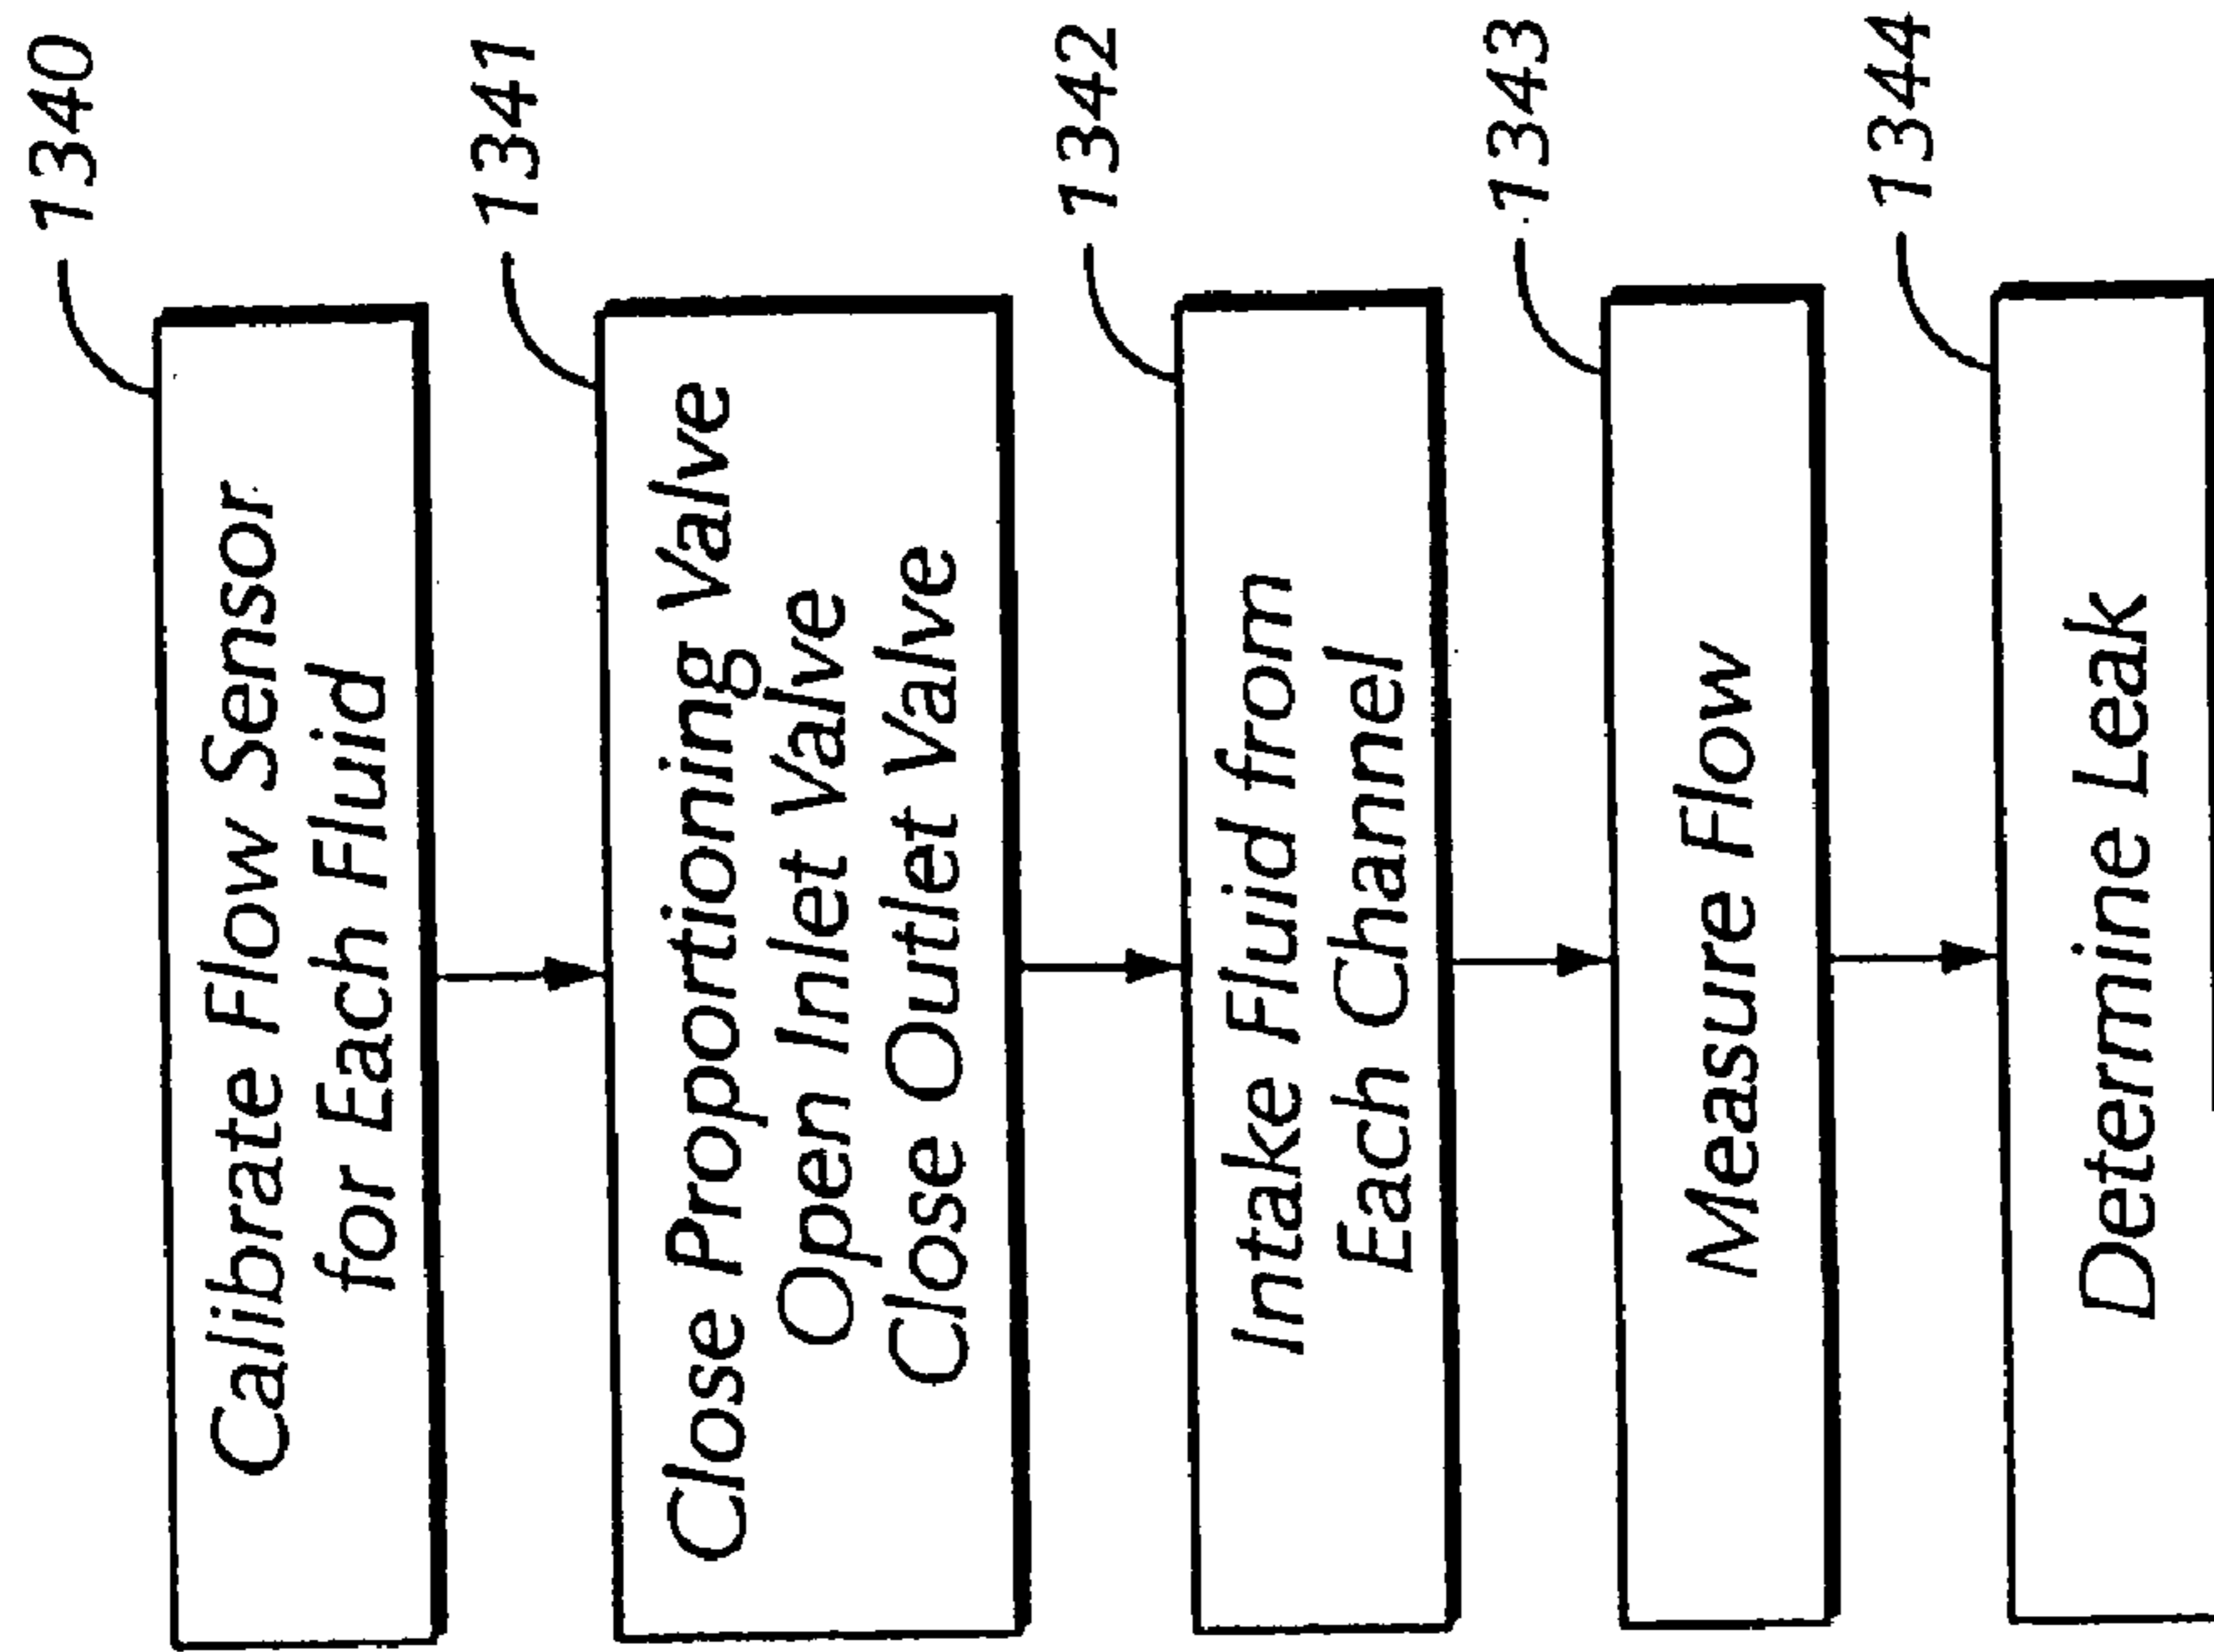 1340
Calibrate Flow Sensor
for Each Fluid
1341
Close Proportioning Valve
Open Inlet Valve
Close Outlet Valve
1342
Intake Fluid from
Each Channel
1343
Measure Flow
1344
Determine Leak